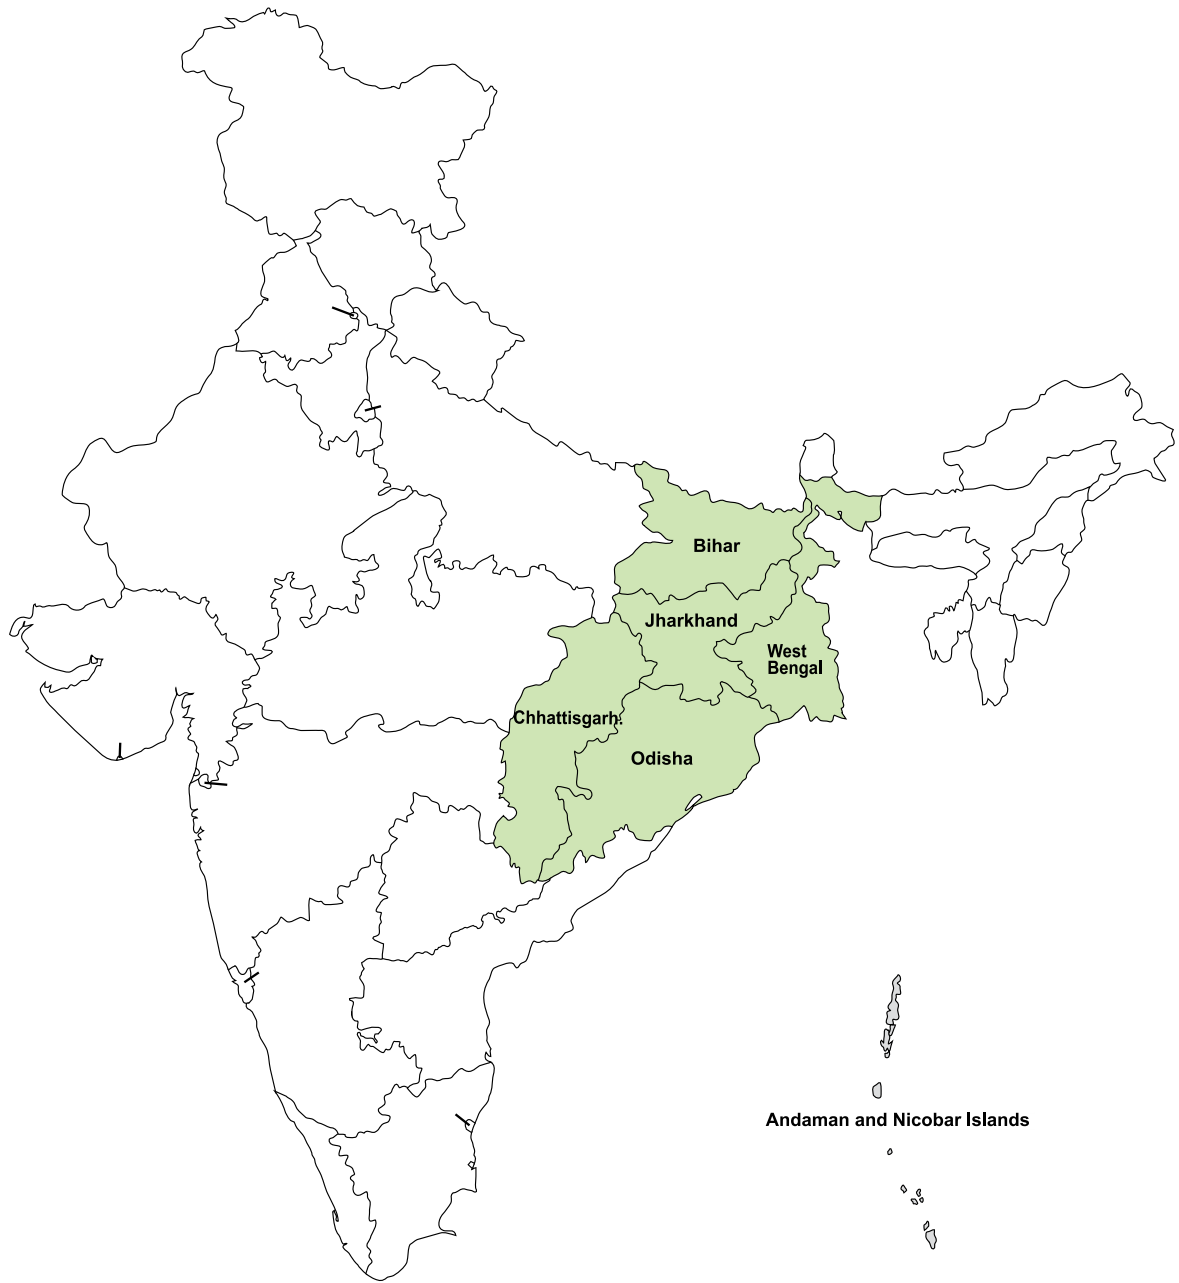 Bihar
Jharkhand
West
Bengal
Chhattisgarh.
Odisha
Andaman and Nicobar Islands